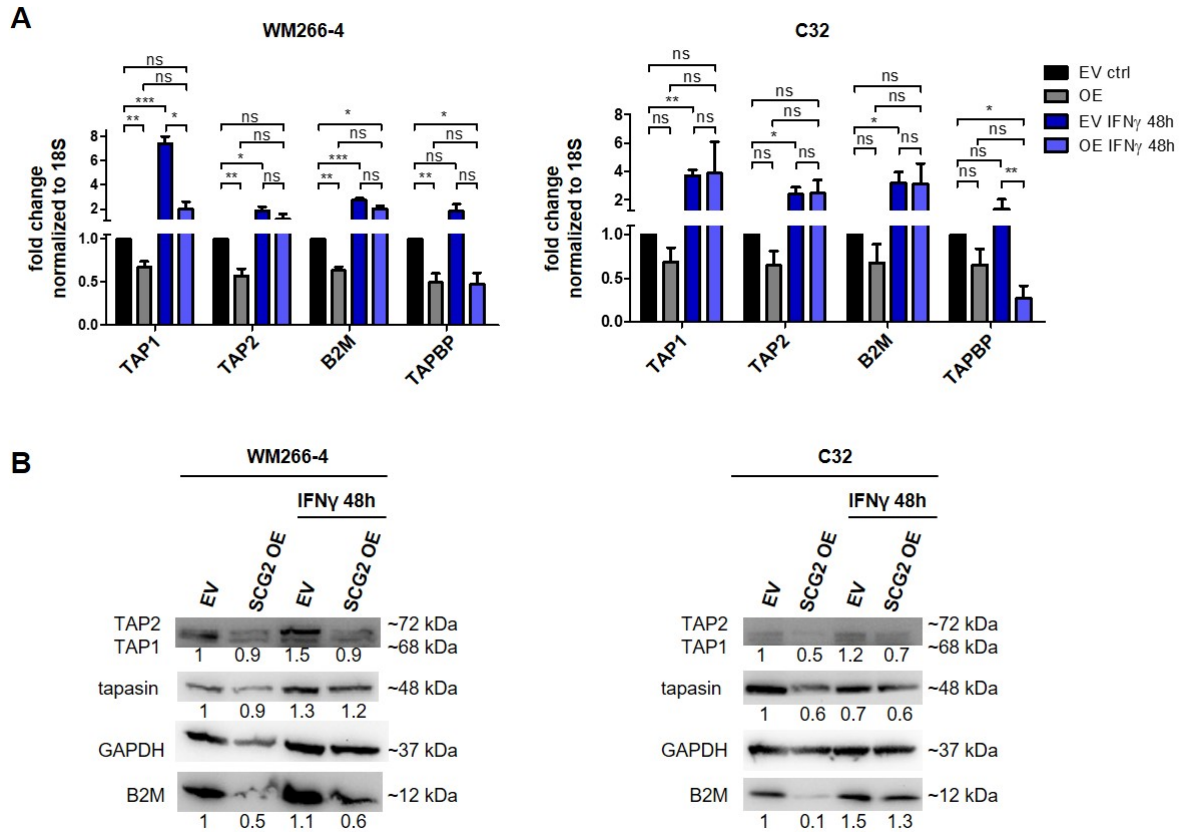 A
WM266-4
C32
EV ctrl
OE
EV IFNγ 48h
OE IFNγ 48h
fold change
normalized to 18S
ns
ns
***
**
*
ns
ns
*
**
ns
*
ns
***
**
ns
*
ns
ns
**
ns
8
6
4
2
1.0
0.5
0.0
TAP1
TAP2
B2M
TAPBP
fold change
normalized to 18S
ns
ns
**
ns
ns
ns
ns
*
ns
ns
ns
ns
*
ns
ns
*
ns
ns
ns
**
8
6
4
2
1.0
0.5
0.0
TAP1
TAP2
B2M
TAPBP
B
WM266-4
IFNγ 48h
EV
SCG2 OE
EV
SCG2 OE
TAP2
~72 kDa
TAP1
~68 kDa
1 0.9 1.5 0.9
tapasin
~48 kDa
1 0.9 1.3 1.2
GAPDH
~37 kDa
B2M
~12 kDa
1 0.5 1.1 0.6
C32
IFNγ 48h
EV
SCG2 OE
EV
SCG2 OE
TAP2
~72 kDa
TAP1
~68 kDa
1 0.5 1.2 0.7
tapasin
~48 kDa
1 0.6 0.7 0.6
GAPDH
~37 kDa
B2M
~12 kDa
1 0.1 1.5 1.3